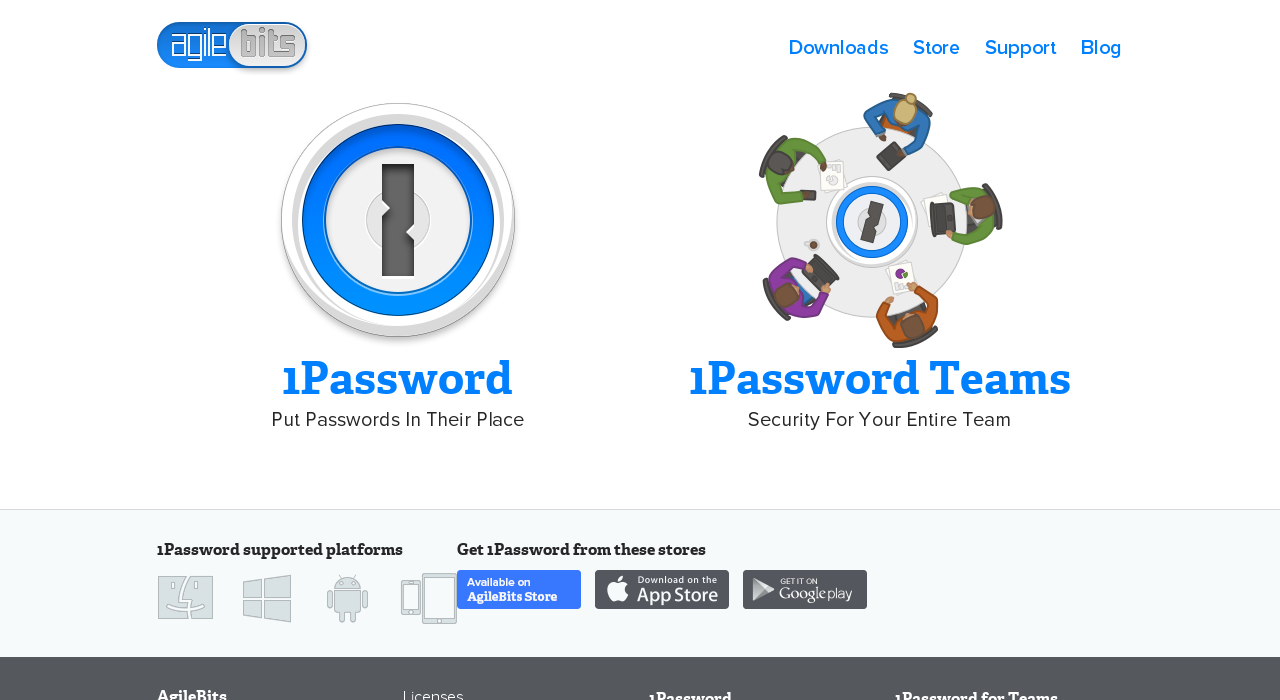 agile bits
Downloads Store Support Blog
1Password
Put Passwords In Their Place
1Password Teams
Security For Your Entire Team
1Password supported platforms
Get 1Password from these stores
Available on
AgileBits Store
Download on the
App Store
GET IT ON
Google play
AgileBits
Licenses
1Password
1Password for Teams